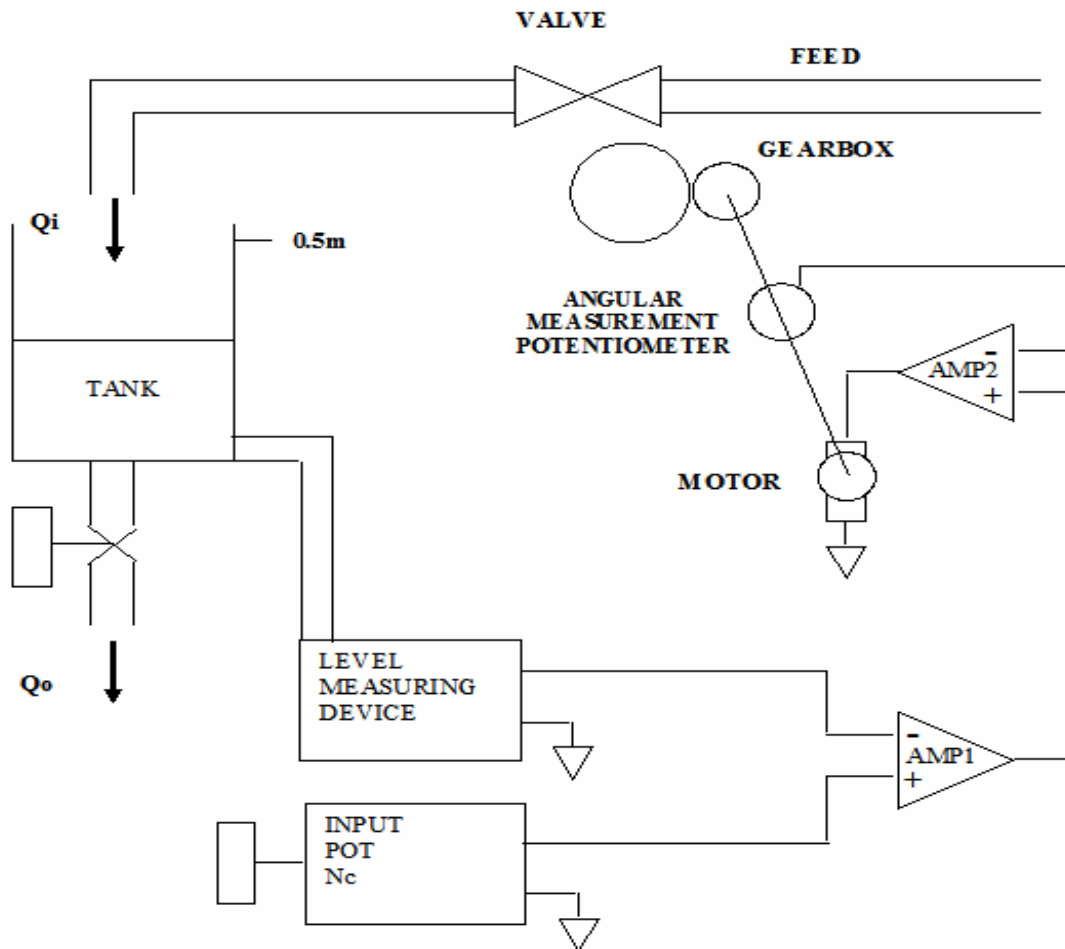 VALVE
FEED
GEARBOX
Qi
0.5m
ANGULAR
MEASUREMENT
POTENTIOMETER
-
AMP2
+
TANK
MOTOR
Qo
LEVEL
MEASURING
DEVICE
-
AMP1
+
INPUT
POT
Nc